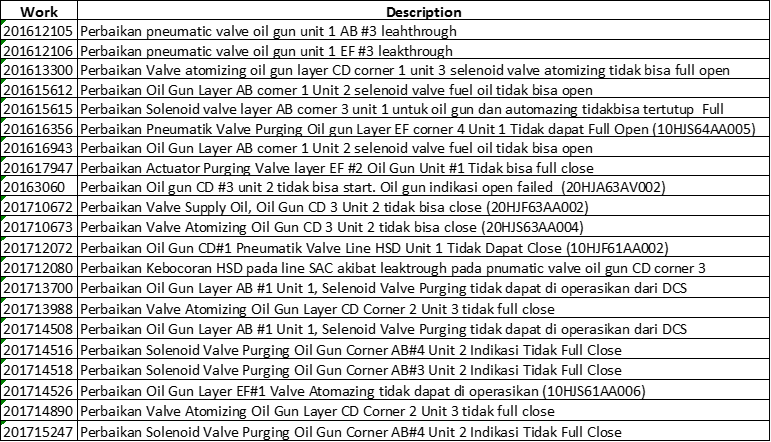 Work Description
201612105 Perbaikan pneumatic valve oil gun unit 1 AB #3 leahthrough
201612106 Perbaikan pneumatic valve oil gun unit 1 EF #3 leakthrough
201613300 Perbaikan Valve atomizing oil gun layer CD corner 1 unit 3 selenoid valve atomizing tidak bisa full open
201615612 Perbaikan Oil Gun Layer AB corner 1 Unit 2 selenoid valve fuel oil tidak bisa open
201615615 Perbaikan Solenoid valve layer AB corner 3 unit 1 untuk oil gun dan automazing tidakbisa tertutup Full
201616356 Perbaikan Pneumatik Valve Purging Oil gun Layer EF corner 4 Unit 1 Tidak dapat Full Open (10HJS64AA005)
201616943 Perbaikan Oil Gun Layer AB corner 1 Unit 2 selenoid valve fuel oil tidak bisa open
201617947 Perbaikan Actuator Purging Valve layer EF #2 Oil Gun Unit #1 Tidak bisa full close
20163060 Perbaikan Oil gun CD #3 unit 2 tidak bisa start. Oil gun indikasi open failed (20HJA63AV002)
201710672 Perbaikan Valve Supply Oil, Oil Gun CD 3 Unit 2 tidak bisa close (20HJF63AA002)
201710673 Perbaikan Valve Atomizing Oil Gun CD 3 Unit 2 tidak bisa close (20HJS63AA004)
201712072 Perbaikan Oil Gun CD#1 Pneumatik Valve Line HSD Unit 1 Tidak Dapat Close (10HJF61AA002)
201712080 Perbaikan Kebocoran HSD pada line SAC akibat leaktrough pada pnumatic valve oil gun CD corner 3
201713700 Perbaikan Oil Gun Layer AB #1 Unit 1, Selenoid Valve Purging tidak dapat di operasikan dari DCS
201713988 Perbaikan Valve Atomizing Oil Gun Layer CD Corner 2 Unit 3 tidak full close
201714508 Perbaikan Oil Gun Layer AB #1 Unit 1, Selenoid Valve Purging tidak dapat di operasikan dari DCS
201714516 Perbaikan Solenoid Valve Purging Oil Gun Corner AB#4 Unit 2 Indikasi Tidak Full Close
201714518 Perbaikan Solenoid Valve Purging Oil Gun Corner AB#3 Unit 2 Indikasi Tidak Full Close
201714526 Perbaikan Oil Gun Layer EF#1 Valve Atomazing tidak dapat di operasikan (10HJS61AA006)
201714890 Perbaikan Valve Atomizing Oil Gun Layer CD Corner 2 Unit 3 tidak full close
201715247 Perbaikan Solenoid Valve Purging Oil Gun Corner AB#4 Unit 2 Indikasi Tidak Full Close